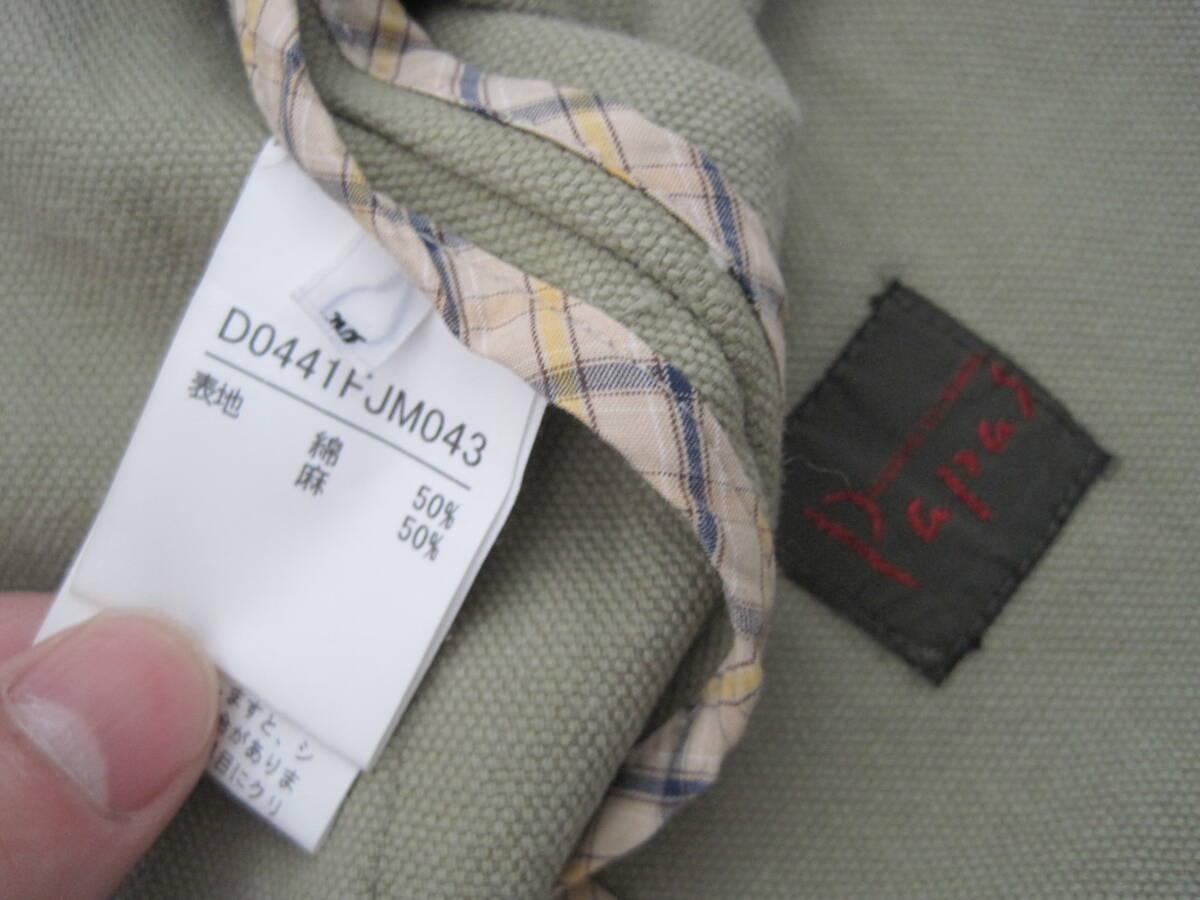 D0441FJM043
表地
綿 50%
麻 50%
ますと、シ
がありま
目にクリ
Papas